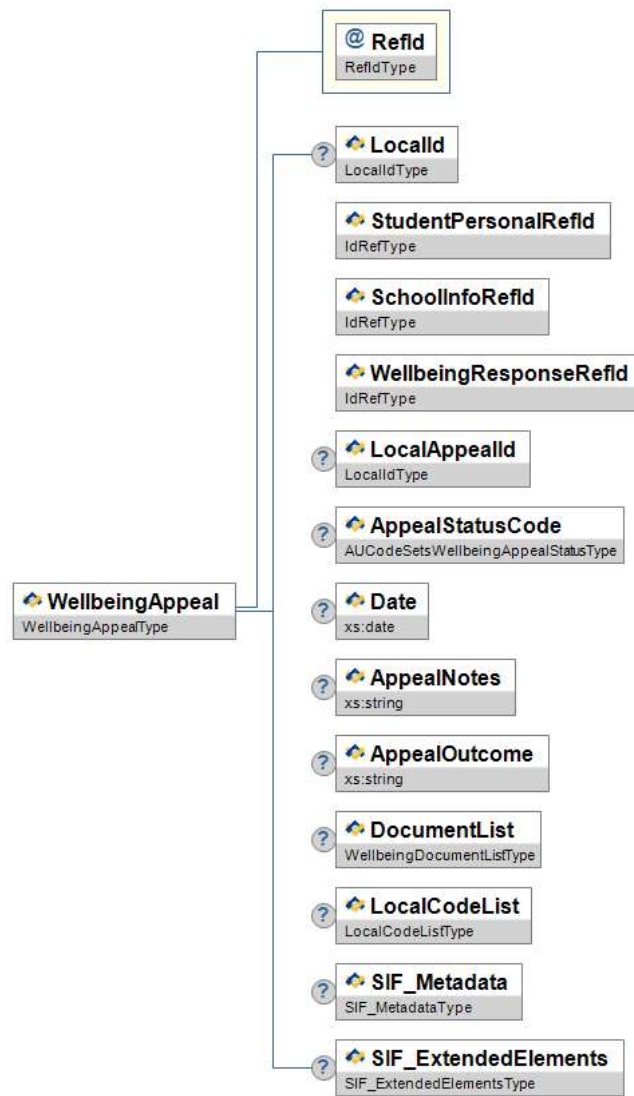 @ RefId
RefIdType
? LocalId
LocalIdType
StudentPersonalRefId
IdRefType
SchoolInfoRefId
IdRefType
WellbeingResponseRefId
IdRefType
? LocalAppealId
LocalIdType
? AppealStatusCode
AUCodeSetsWellbeingAppealStatusType
? Date
xs:date
WellbeingAppeal
WellbeingAppealType
? AppealNotes
xs:string
? AppealOutcome
xs:string
? DocumentList
WellbeingDocumentListType
? LocalCodeList
LocalCodeListType
? SIF_Metadata
SIF_MetadataType
? SIF_ExtendedElements
SIF_ExtendedElementsType